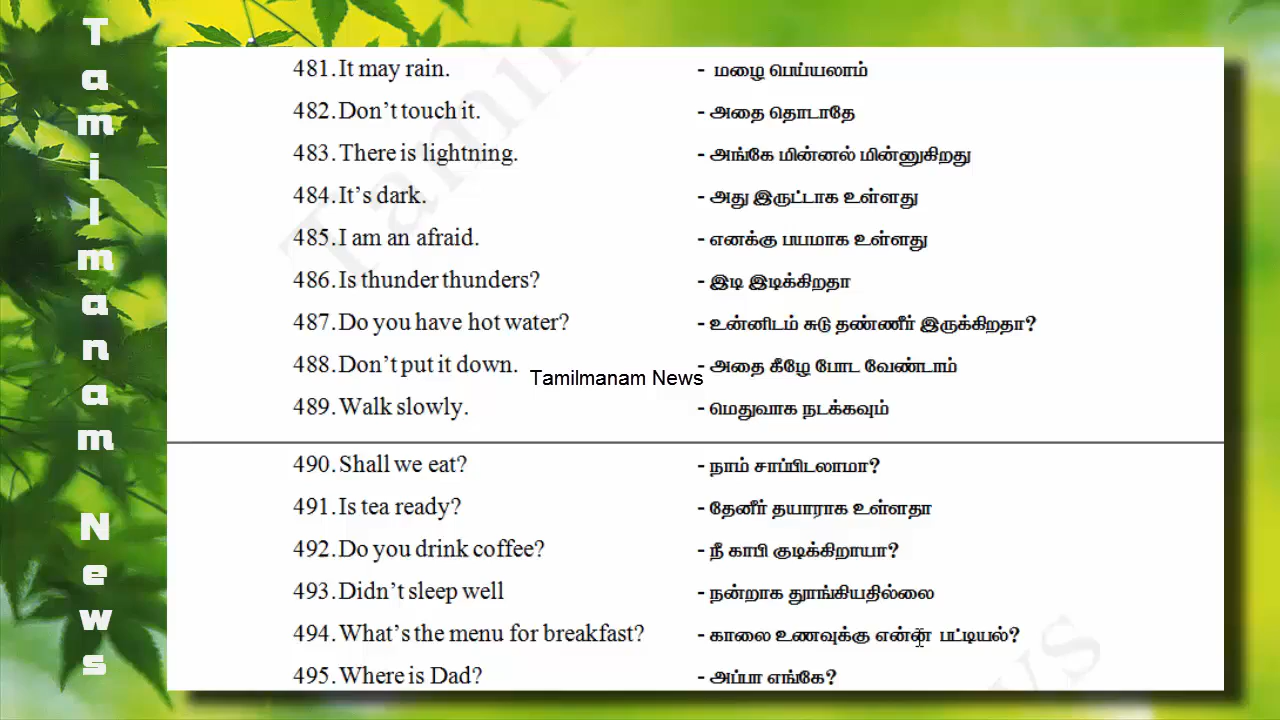 Tamilmanam News
481. It may rain. - மழை பெய்யலாம்
482. Don't touch it. - அதை தொடாதே
483. There is lightning. - அங்கே மின்னல் மின்னுகிறது
484. It's dark. - அது இருட்டாக உள்ளது
485. I am an afraid. - எனக்கு பயமாக உள்ளது
486. Is thunder thunders? - இடி இடிக்கிறதா
487. Do you have hot water? - உன்னிடம் சுடு தண்ணீர் இருக்கிறதா?
488. Don't put it down. - அதை கீழே போட வேண்டாம்
Tamilmanam News
489. Walk slowly. - மெதுவாக நடக்கவும்
490. Shall we eat? - நாம் சாப்பிடலாமா?
491. Is tea ready? - தேனீர் தயாராக உள்ளதா
492. Do you drink coffee? - நீ காபி குடிக்கிறாயா?
493. Didn't sleep well - நன்றாக தூங்கியதில்லை
494. What's the menu for breakfast? - காலை உணவுக்கு என்ன பட்டியல்?
495. Where is Dad? - அப்பா எங்கே?